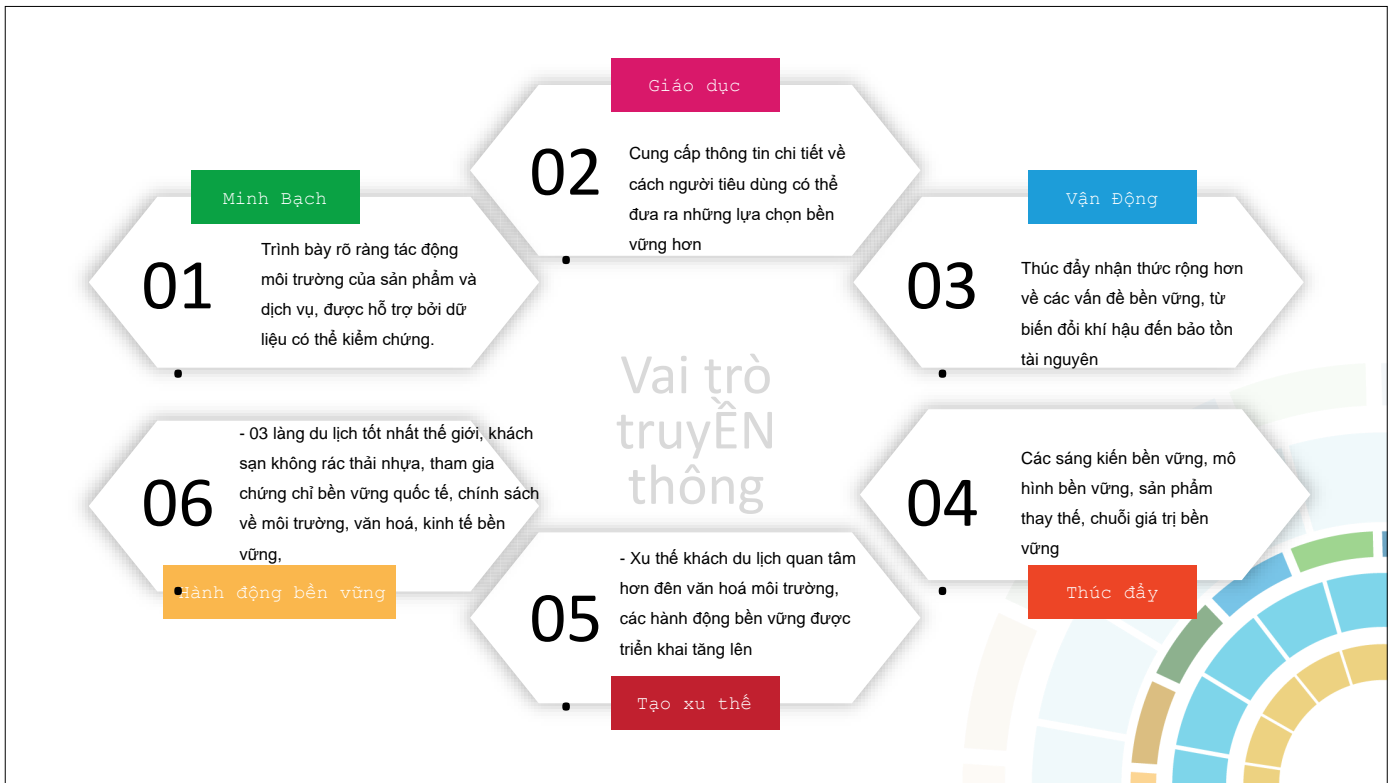 Giáo dục
02
Cung cấp thông tin chi tiết về
cách người tiêu dùng có thể
đưa ra những lựa chọn bền
vững hơn
Minh Bạch
01
Trình bày rõ ràng tác động
môi trường của sản phẩm và
dịch vụ, được hỗ trợ bởi dữ
liệu có thể kiểm chứng.
Vận Động
03
Thúc đẩy nhận thức rộng hơn
về các vấn đề bền vững, từ
biến đổi khí hậu đến bảo tồn
tài nguyên
Vai trò
truyỀN
thông
06
- 03 làng du lịch tốt nhất thế giới, khách
sạn không rác thải nhựa, tham gia
chứng chỉ bền vững quốc tế, chính sách
về môi trường, văn hoá, kinh tế bền
vững,
Hành động bền vững
04
Các sáng kiến bền vững, mô
hình bền vững, sản phẩm
thay thế, chuỗi giá trị bền
vững
Thúc đẩy
05
- Xu thế khách du lịch quan tâm
hơn đên văn hoá môi trường,
các hành động bền vững được
triển khai tăng lên
Tạo xu thế